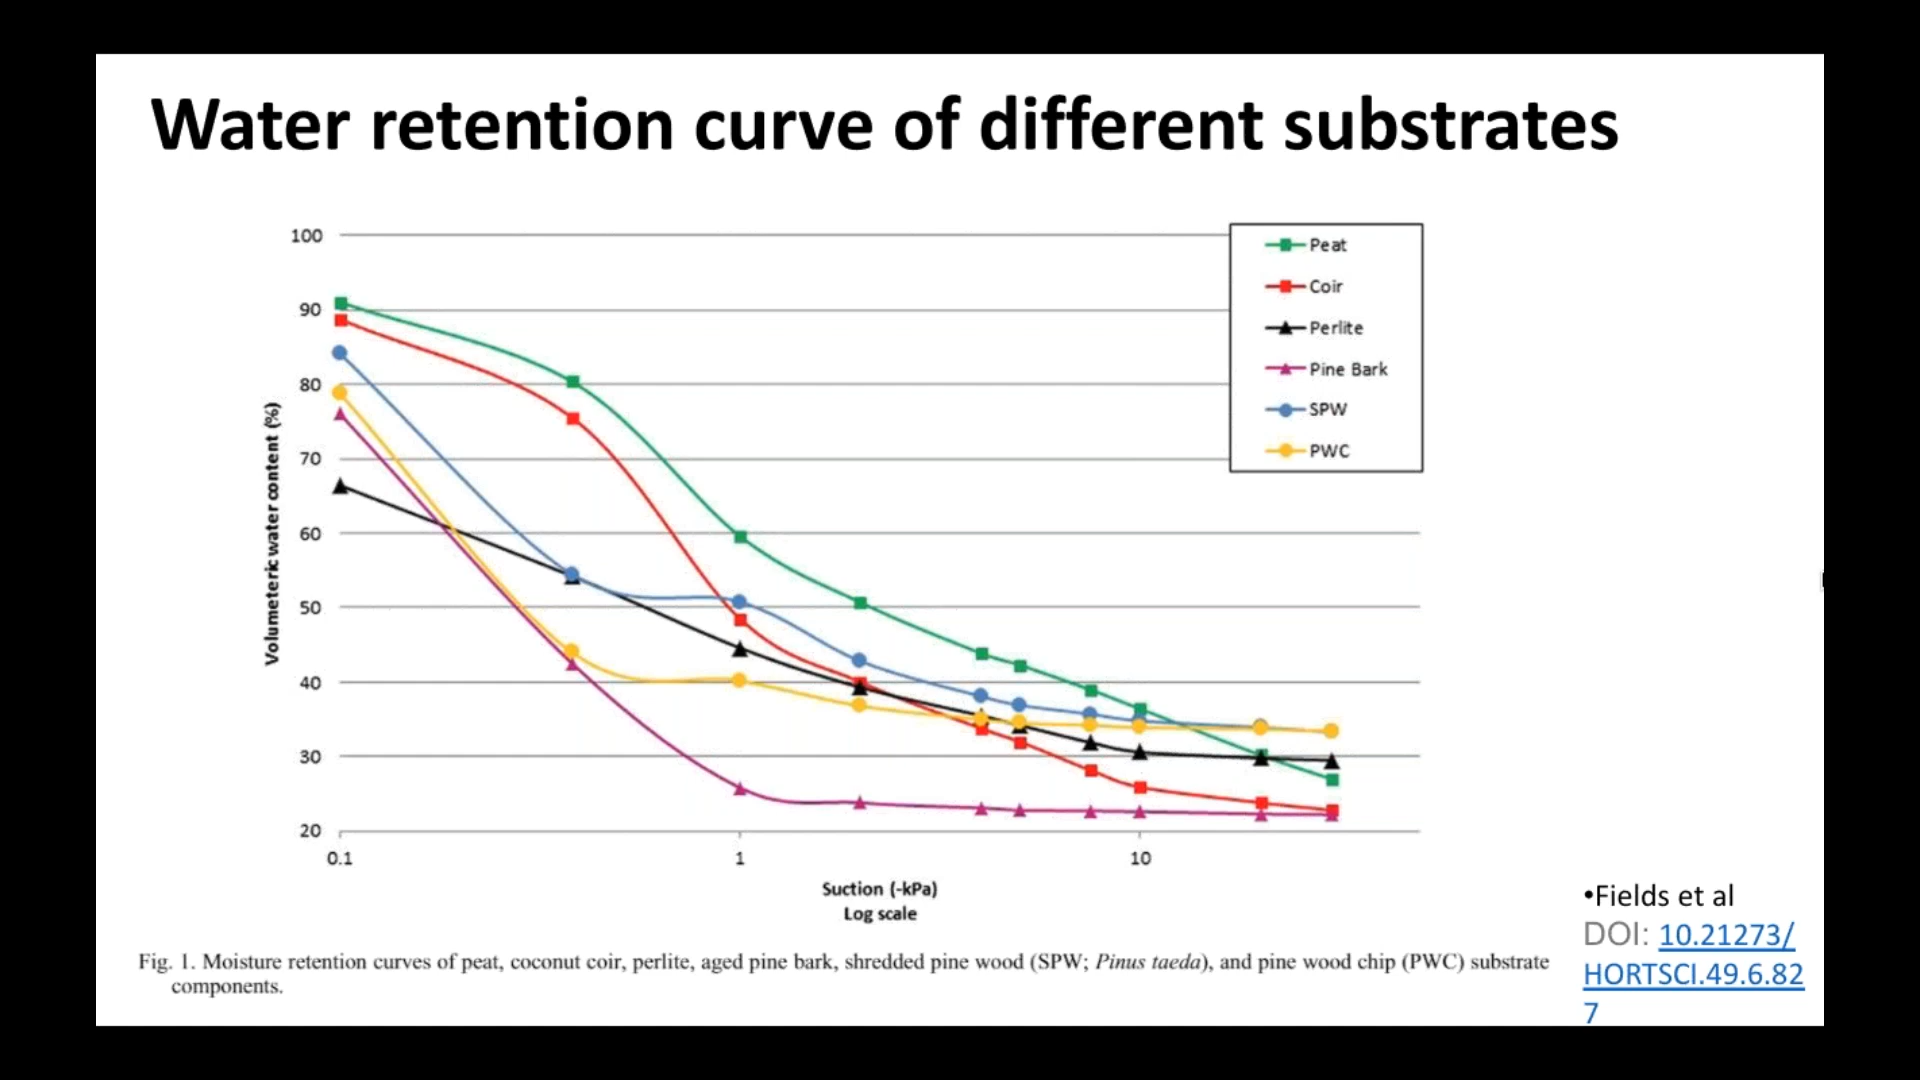 Water retention curve of different substrates
100
90
80
70
60
50
40
30
20
Volumeteric water content (%)
0.1
1
10
Suction (-kPa)
Log scale
Peat
Coir
Perlite
Pine Bark
SPW
PWC
Fig. 1. Moisture retention curves of peat, coconut coir, perlite, aged pine bark, shredded pine wood (SPW; Pinus taeda), and pine wood chip (PWC) substrate
components.
•Fields et al
DOI: 10.21273/
HORTSCI.49.6.82
7